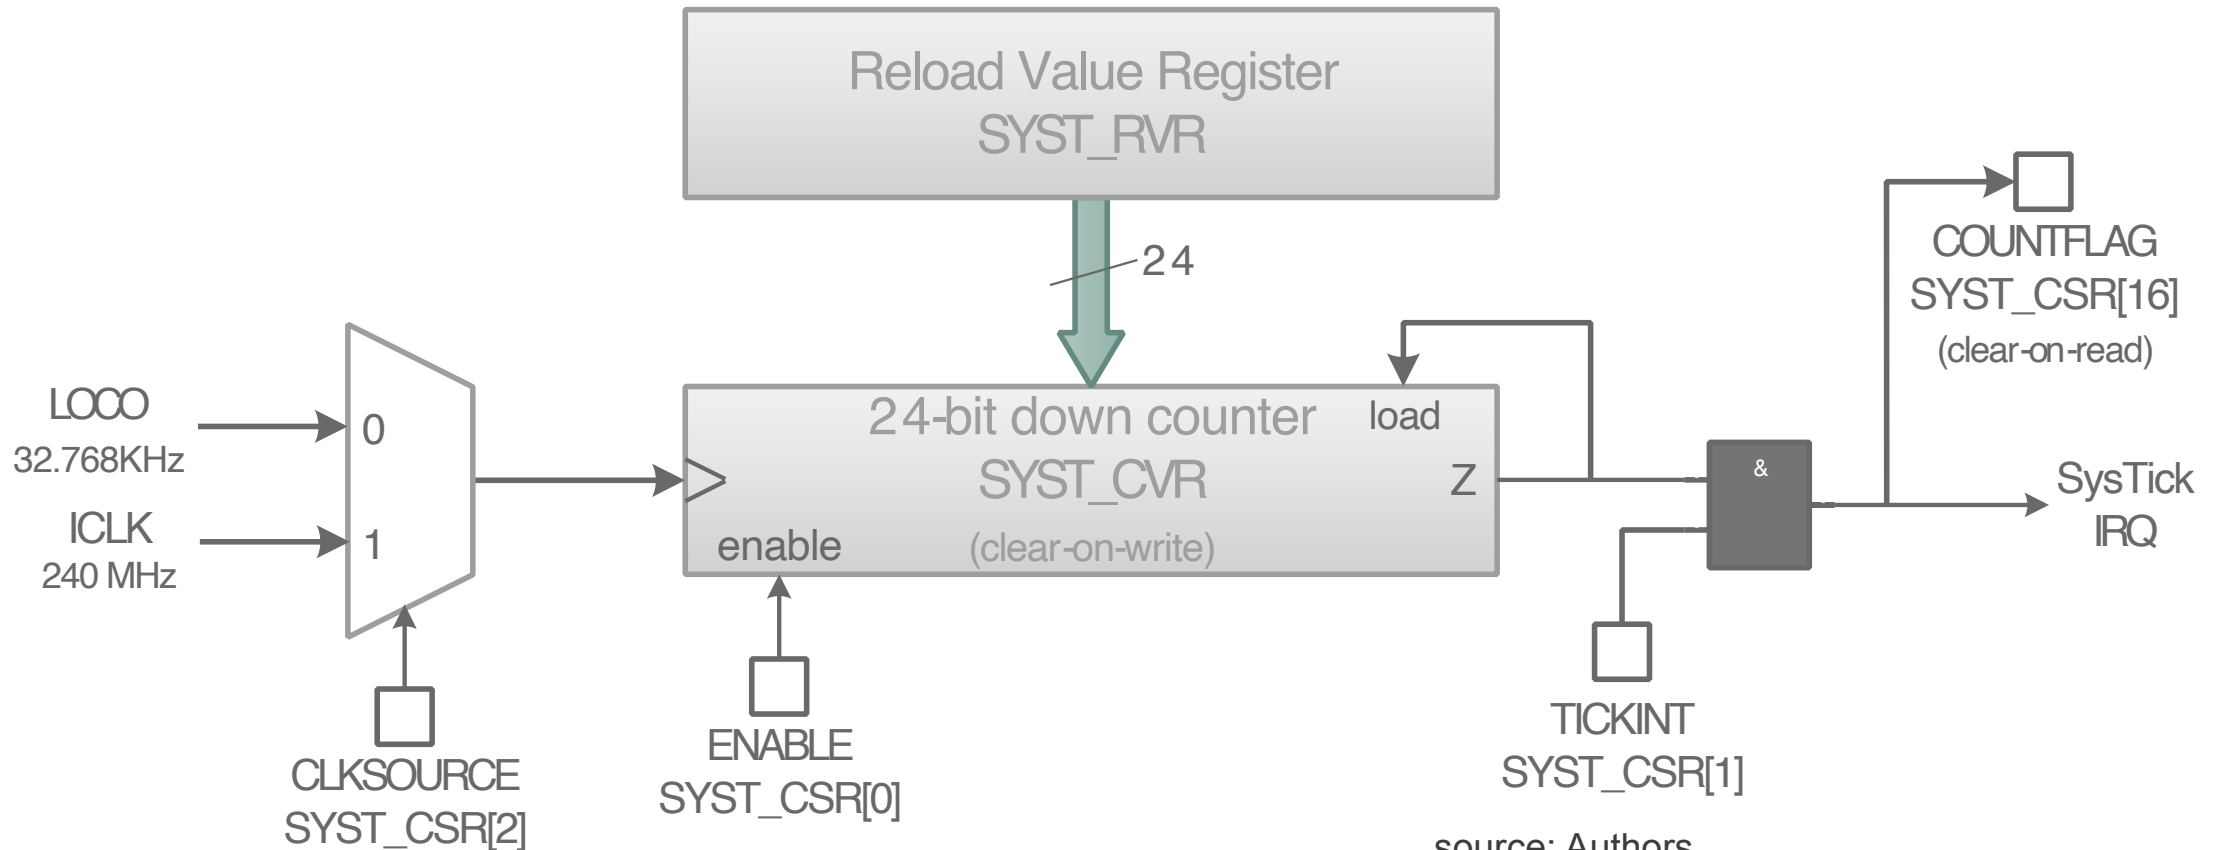 Reload Value Register
SYST_RVR
24
COUNTFLAG
SYST_CSR[16]
(clear-on-read)
LOCO
32.768KHz
0
ICLK
240 MHz
1
24-bit down counter
load
SYST_CVR
Z
enable
(clear-on-write)
&
SysTick
IRQ
CLKSOURCE
SYST_CSR[2]
ENABLE
SYST_CSR[0]
TICKINT
SYST_CSR[1]
source: Authors